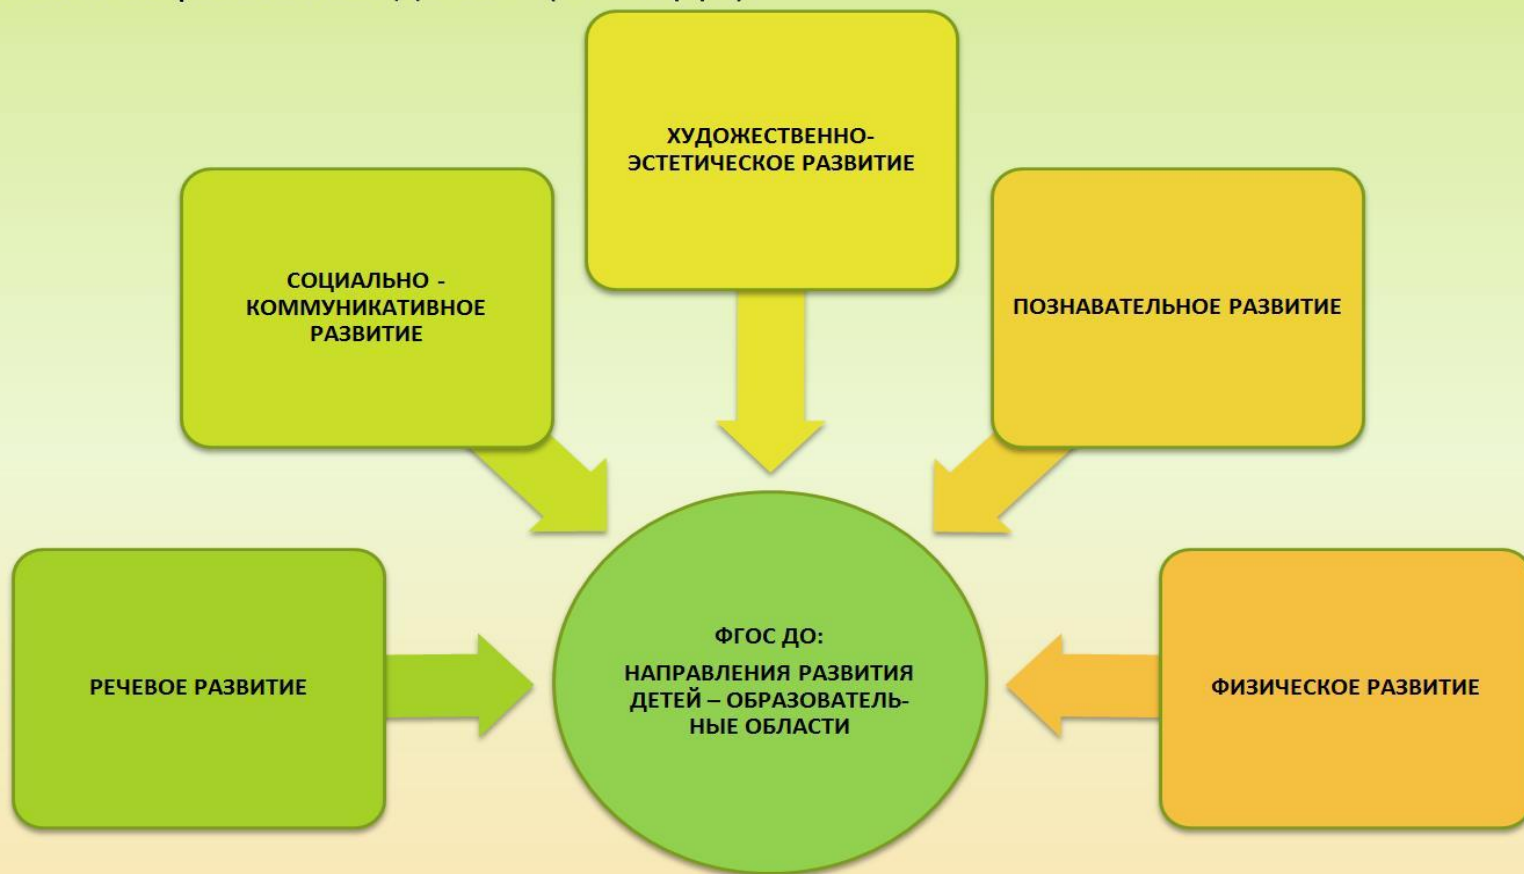 ХУДОЖЕСТВЕННО-
ЭСТЕТИЧЕСКОЕ РАЗВИТИЕ
СОЦИАЛЬНО -
КОММУНИКАТИВНОЕ
РАЗВИТИЕ
ПОЗНАВАТЕЛЬНОЕ РАЗВИТИЕ
РЕЧЕВОЕ РАЗВИТИЕ
ФГОС ДО:
НАПРАВЛЕНИЯ РАЗВИТИЯ
ДЕТЕЙ – ОБРАЗОВАТЕЛЬ-
НЫЕ ОБЛАСТИ
ФИЗИЧЕСКОЕ РАЗВИТИЕ